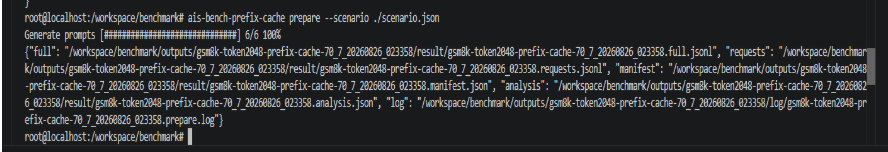 }
root@localhost:/workspace/benchmark# ais-bench-prefix-cache prepare --scenario ./scenario.json
Generate prompts [#############################] 6/6 100%
{"full": "/workspace/benchmark/outputs/gsm8k-token2048-prefix-cache-70_7_20260826_023358/result/gsm8k-token2048-prefix-cache-70_7_20260826_023358.full.jsonl", "requests": "/workspace/benchmar
k/outputs/gsm8k-token2048-prefix-cache-70_7_20260826_023358/result/gsm8k-token2048-prefix-cache-70_7_20260826_023358.requests.jsonl", "manifest": "/workspace/benchmark/outputs/gsm8k-token2048
-prefix-cache-70_7_20260826_023358/result/gsm8k-token2048-prefix-cache-70_7_20260826_023358.manifest.json", "analysis": "/workspace/benchmark/outputs/gsm8k-token2048-prefix-cache-70_7_2026082
6_023358/result/gsm8k-token2048-prefix-cache-70_7_20260826_023358.analysis.json", "log": "/workspace/benchmark/outputs/gsm8k-token2048-prefix-cache-70_7_20260826_023358/log/gsm8k-token2048-pr
efix-cache-70_7_20260826_023358.prepare.log"}
root@localhost:/workspace/benchmark#